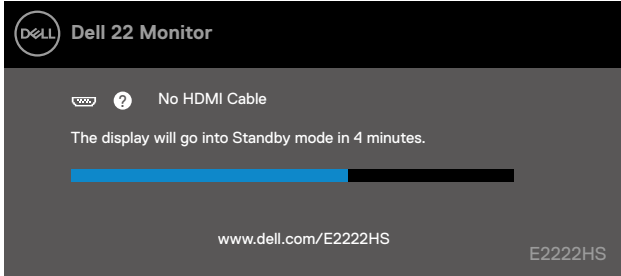 DELL
Dell 22 Monitor
? No HDMI Cable
The display will go into Standby mode in 4 minutes.
www.dell.com/E2222HS
E2222HS